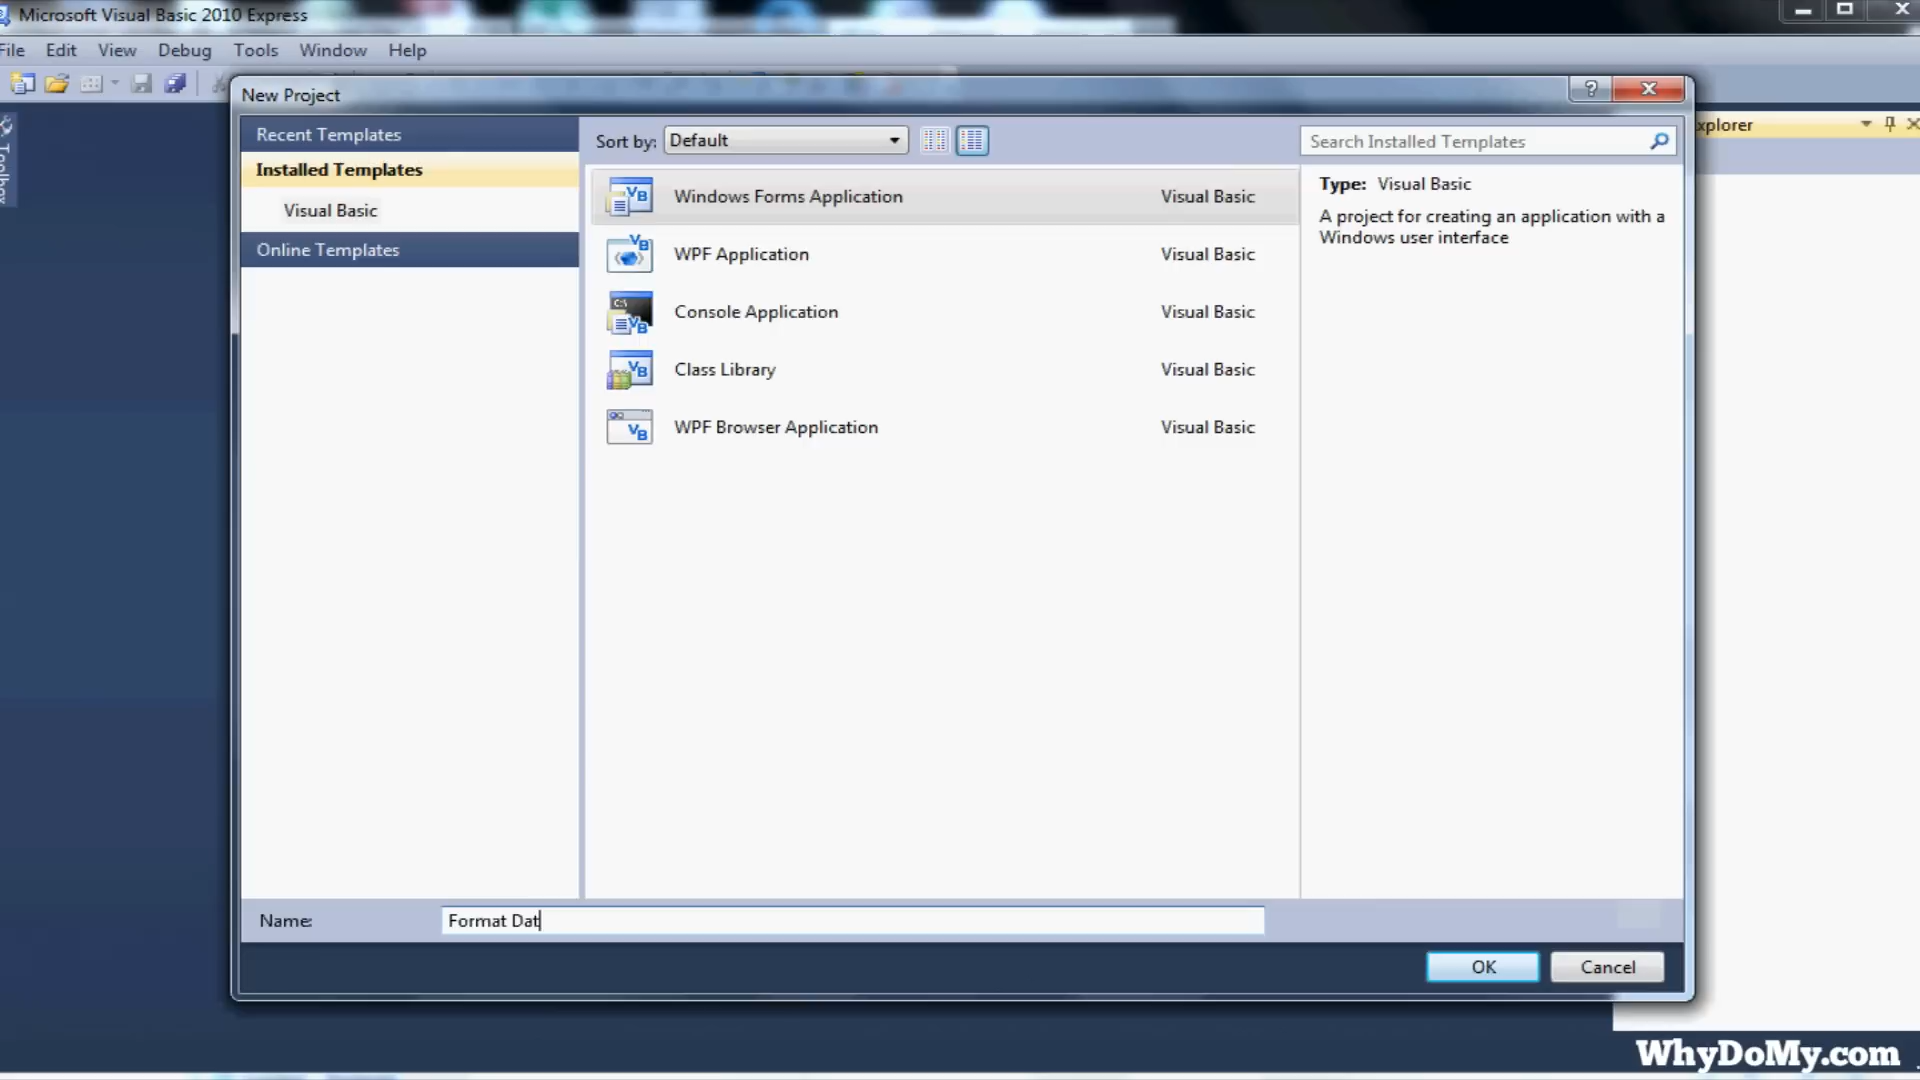 Microsoft Visual Basic 2010 Express
File Edit View Debug Tools Window Help
New Project
Recent Templates
Installed Templates
Visual Basic
Online Templates
Sort by: Default
Search Installed Templates
Windows Forms Application Visual Basic
WPF Application Visual Basic
Console Application Visual Basic
Class Library Visual Basic
WPF Browser Application Visual Basic
Type: Visual Basic
A project for creating an application with a
Windows user interface
xplorer
Toolbox
Name: Format Dat
OK Cancel
WhyDoMy.com